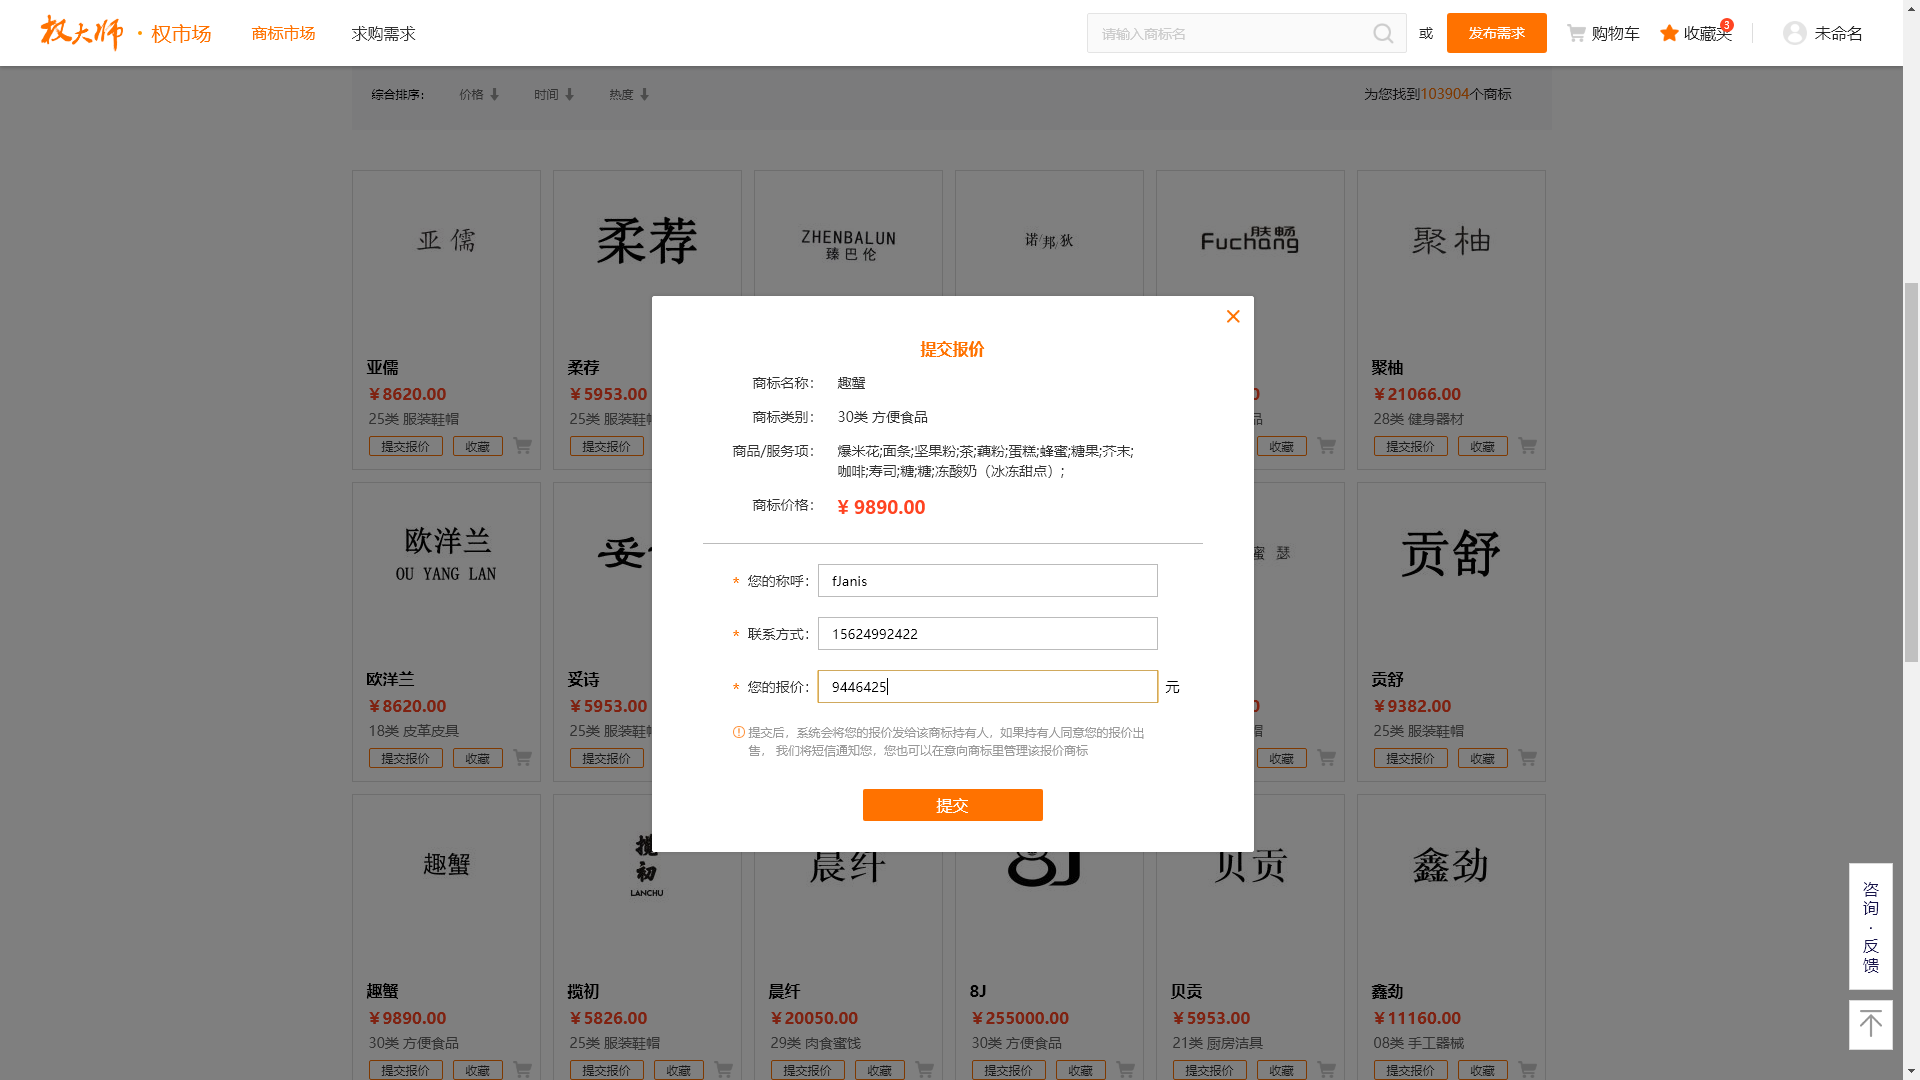 权大师 · 权市场 商标市场 求购需求 请输入商标名 或 发布需求 购物车 收藏夹 3 未命名
综合排序: 价格 时间 热度 为您找到103904个商标
亚儒 柔荐 ZHENBALUN 诺/邦/狄 Fuchang肤畅 聚柚
臻巴伦
亚儒 柔荐 聚柚
￥8620.00 ￥5953.00 0 ￥21066.00
25类 服装鞋帽 25类 服装鞋帽 品 28类 健身器材
提交报价 收藏 提交报价 收藏 提交报价 收藏
提交报价
商标名称： 趣蟹
商标类别： 30类 方便食品
商品/服务项： 爆米花;面条;坚果粉;茶;藕粉;蛋糕;蜂蜜;糖果;芥末;
咖啡;寿司;糖;糖;冻酸奶（冰冻甜点）;
商标价格： ¥ 9890.00
* 您的称呼： fJanis
* 联系方式： 15624992422
* 您的报价： 9446425 元
提交后，系统会将您的报价发给该商标持有人，如果持有人同意您的报价出
售， 我们将短信通知您，您也可以在意向商标里管理该报价商标
提交
欧洋兰 妥 蜜 瑟 贡舒
OU YANG LAN
欧洋兰 妥诗 贡舒
￥8620.00 ￥5953.00 0 ￥9382.00
18类 皮革皮具 25类 服装鞋帽 帽 25类 服装鞋帽
提交报价 收藏 提交报价 收藏 提交报价 收藏
趣蟹 揽初 晨纤 8J 贝贡 鑫劲
LANCHU
趣蟹 揽初 晨纤 8J 贝贡 鑫劲
￥9890.00 ￥5826.00 ￥20050.00 ￥255000.00 ￥5953.00 ￥11160.00
30类 方便食品 25类 服装鞋帽 29类 肉食蜜饯 30类 方便食品 21类 厨房洁具 08类 手工器械
提交报价 收藏 提交报价 收藏 提交报价 收藏 提交报价 收藏 提交报价 收藏 提交报价 收藏
咨询·反馈